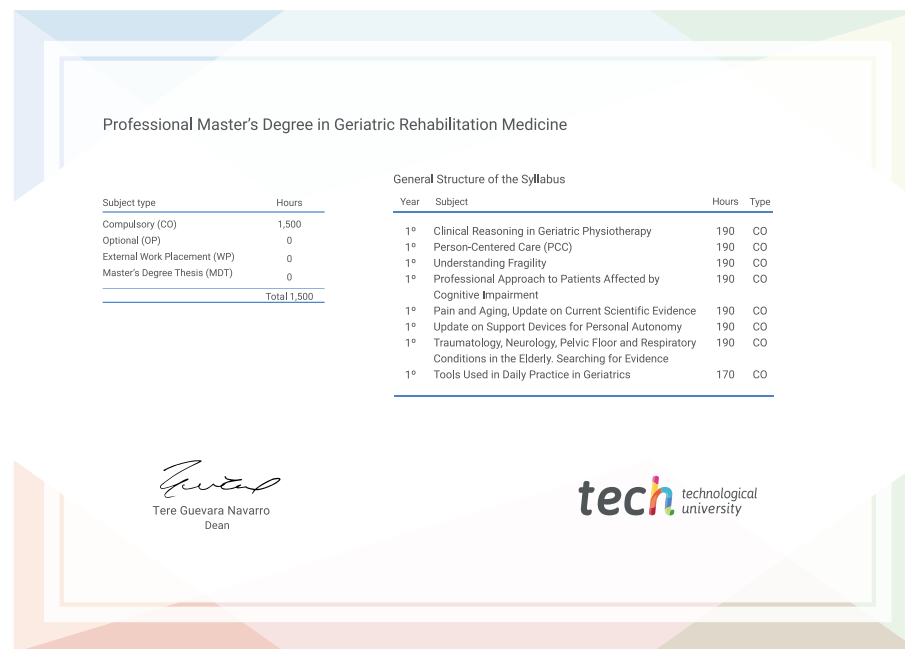 Professional Master's Degree in Geriatric Rehabilitation Medicine
Subject type Hours
Compulsory (CO) 1,500
Optional (OP) 0
External Work Placement (WP) 0
Master's Degree Thesis (MDT) 0
Total 1,500
General Structure of the Syllabus
Year Subject Hours Type
1º Clinical Reasoning in Geriatric Physiotherapy 190 CO
1º Person-Centered Care (PCC) 190 CO
1º Understanding Fragility 190 CO
1º Professional Approach to Patients Affected by 190 CO
Cognitive Impairment
1º Pain and Aging, Update on Current Scientific Evidence 190 CO
1º Update on Support Devices for Personal Autonomy 190 CO
1º Traumatology, Neurology, Pelvic Floor and Respiratory 190 CO
Conditions in the Elderly. Searching for Evidence
1º Tools Used in Daily Practice in Geriatrics 170 CO
Tere Guevara Navarro
Dean
tech technological
university